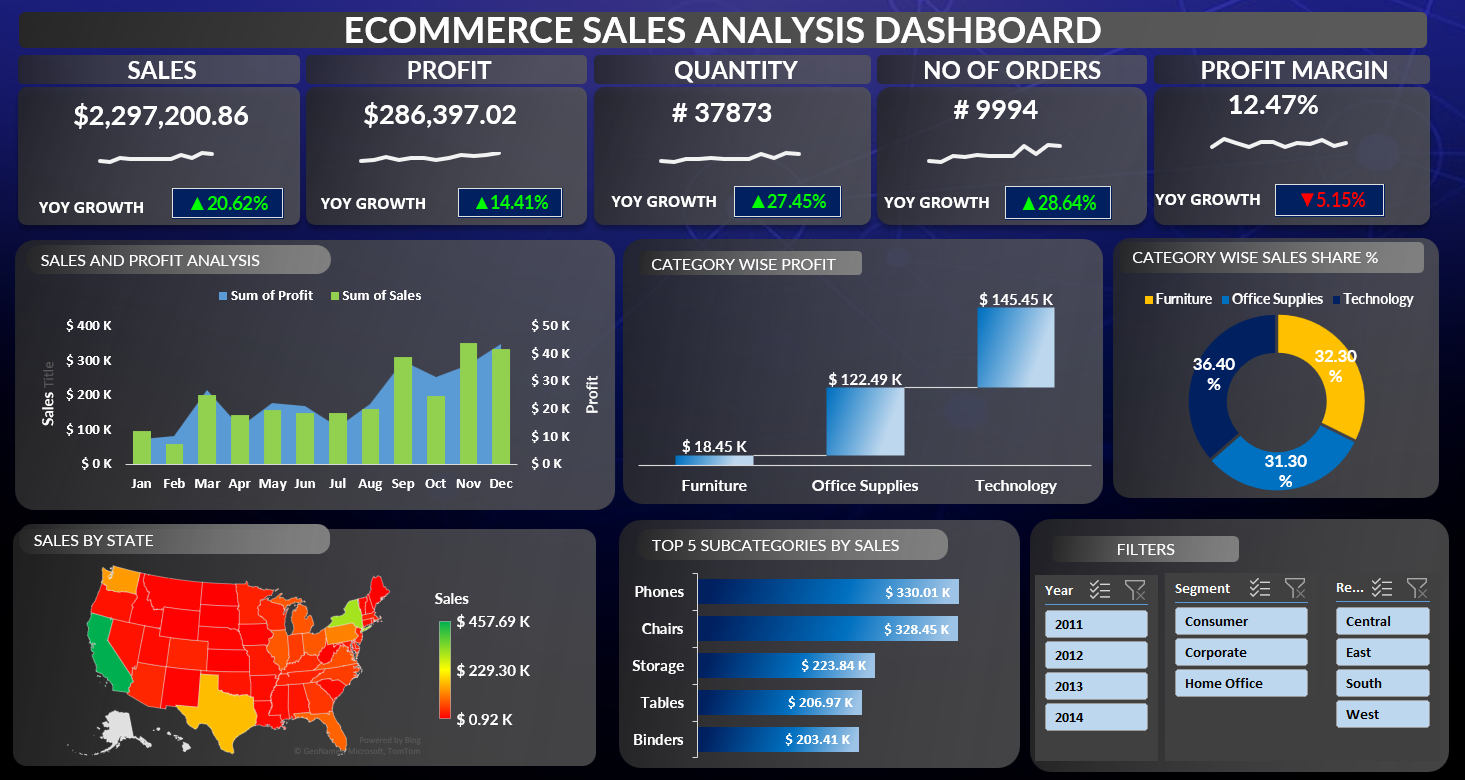 ECOMMERCE SALES ANALYSIS DASHBOARD
SALES
PROFIT
QUANTITY
NO OF ORDERS
PROFIT MARGIN
$2,297,200.86
$286,397.02
# 37873
# 9994
12.47%
YOY GROWTH
▲20.62%
YOY GROWTH
▲14.41%
YOY GROWTH
▲27.45%
YOY GROWTH
▲28.64%
YOY GROWTH
▼5.15%
SALES AND PROFIT ANALYSIS
Sum of Profit
Sum of Sales
$ 400 K
$ 300 K
$ 200 K
$ 100 K
$ 0 K
Sales Title
$ 50 K
$ 40 K
$ 30 K
$ 20 K
$ 10 K
$ 0 K
Profit
Jan Feb Mar Apr May Jun Jul Aug Sep Oct Nov Dec
CATEGORY WISE PROFIT
$ 145.45 K
$ 122.49 K
$ 18.45 K
Furniture
Office Supplies
Technology
CATEGORY WISE SALES SHARE %
Furniture
Office Supplies
Technology
36.40
%
32.30
%
31.30
%
SALES BY STATE
Sales
$ 457.69 K
$ 229.30 K
$ 0.92 K
Powered by Bing
© GeoNames, Microsoft, TomTom
TOP 5 SUBCATEGORIES BY SALES
Phones
$ 330.01 K
Chairs
$ 328.45 K
Storage
$ 223.84 K
Tables
$ 206.97 K
Binders
$ 203.41 K
FILTERS
Year
2011
2012
2013
2014
Segment
Consumer
Corporate
Home Office
Re...
Central
East
South
West